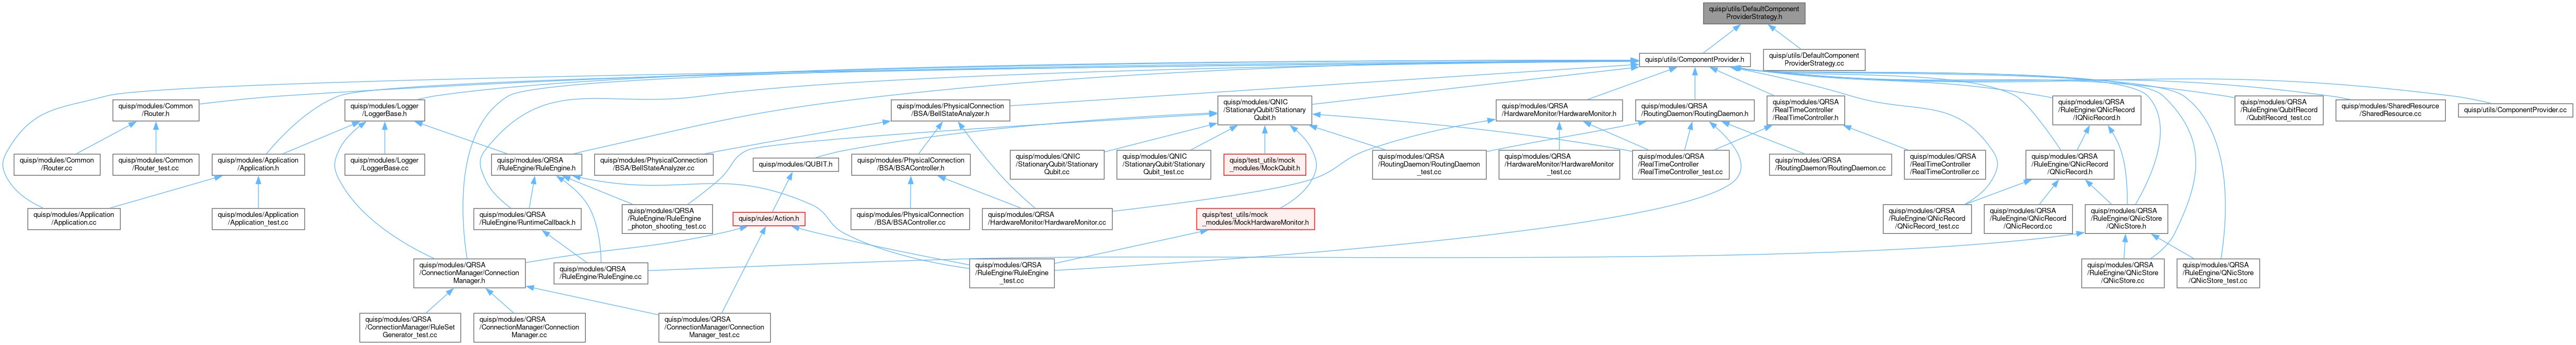 quisp/utils/DefaultComponent
ProviderStrategy.h
quisp/utils/ComponentProvider.h
quisp/utils/DefaultComponent
ProviderStrategy.cc
quisp/modules/Common
/Router.h
quisp/modules/Logger
/LoggerBase.h
quisp/modules/PhysicalConnection
/BSA/BellStateAnalyzer.h
quisp/modules/QNIC
/StationaryQubit/Stationary
Qubit.h
quisp/modules/QRSA
/HardwareMonitor/HardwareMonitor.h
quisp/modules/QRSA
/RoutingDaemon/RoutingDaemon.h
quisp/modules/QRSA
/RealTimeController
/RealTimeController.h
quisp/modules/QRSA
/RuleEngine/QNicRecord
/IQNicRecord.h
quisp/modules/QRSA
/RuleEngine/QubitRecord
/QubitRecord_test.cc
quisp/modules/SharedResource
/SharedResource.cc
quisp/utils/ComponentProvider.cc
quisp/modules/Common
/Router.cc
quisp/modules/Common
/Router_test.cc
quisp/modules/Application
/Application.h
quisp/modules/Logger
/LoggerBase.cc
quisp/modules/QRSA
/RuleEngine/RuleEngine.h
quisp/modules/PhysicalConnection
/BSA/BellStateAnalyzer.cc
quisp/modules/QUBIT.h
quisp/modules/PhysicalConnection
/BSA/BSAController.h
quisp/modules/QNIC
/StationaryQubit/Stationary
Qubit.cc
quisp/modules/QNIC
/StationaryQubit/Stationary
Qubit_test.cc
quisp/test_utils/mock
_modules/MockQubit.h
quisp/modules/QRSA
/RoutingDaemon/RoutingDaemon
_test.cc
quisp/modules/QRSA
/HardwareMonitor/HardwareMonitor
_test.cc
quisp/modules/QRSA
/RealTimeController
/RealTimeController_test.cc
quisp/modules/QRSA
/RoutingDaemon/RoutingDaemon.cc
quisp/modules/QRSA
/RealTimeController
/RealTimeController.cc
quisp/modules/QRSA
/RuleEngine/QNicRecord
/QNicRecord.h
quisp/modules/Application
/Application.cc
quisp/modules/Application
/Application_test.cc
quisp/modules/QRSA
/RuleEngine/RuntimeCallback.h
quisp/modules/QRSA
/RuleEngine/RuleEngine
_photon_shooting_test.cc
quisp/rules/Action.h
quisp/modules/PhysicalConnection
/BSA/BSAController.cc
quisp/modules/QRSA
/HardwareMonitor/HardwareMonitor.cc
quisp/test_utils/mock
_modules/MockHardwareMonitor.h
quisp/modules/QRSA
/RuleEngine/QNicRecord
/QNicRecord_test.cc
quisp/modules/QRSA
/RuleEngine/QNicRecord
/QNicRecord.cc
quisp/modules/QRSA
/RuleEngine/QNicStore
/QNicStore.h
quisp/modules/QRSA
/ConnectionManager/Connection
Manager.h
quisp/modules/QRSA
/RuleEngine/RuleEngine.cc
quisp/modules/QRSA
/RuleEngine/RuleEngine
_test.cc
quisp/modules/QRSA
/RuleEngine/QNicStore
/QNicStore.cc
quisp/modules/QRSA
/RuleEngine/QNicStore
/QNicStore_test.cc
quisp/modules/QRSA
/ConnectionManager/RuleSet
Generator_test.cc
quisp/modules/QRSA
/ConnectionManager/Connection
Manager.cc
quisp/modules/QRSA
/ConnectionManager/Connection
Manager_test.cc